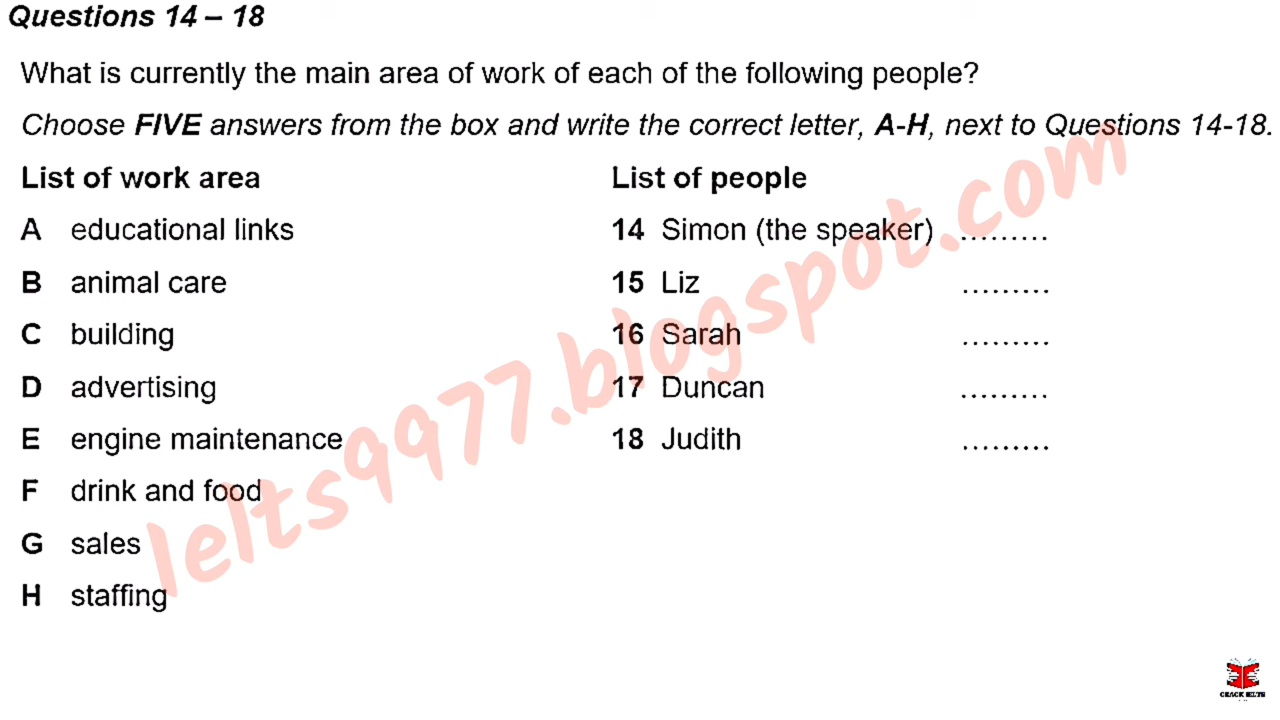 Questions 14 – 18
What is currently the main area of work of each of the following people?
Choose FIVE answers from the box and write the correct letter, A-H, next to Questions 14-18.
List of work area
A educational links
B animal care
C building
D advertising
E engine maintenance
F drink and food
G sales
H staffing
List of people
14 Simon (the speaker) .........
15 Liz .........
16 Sarah .........
17 Duncan .........
18 Judith .........
Ielts9977.blogspot.com
CRACK IELTS